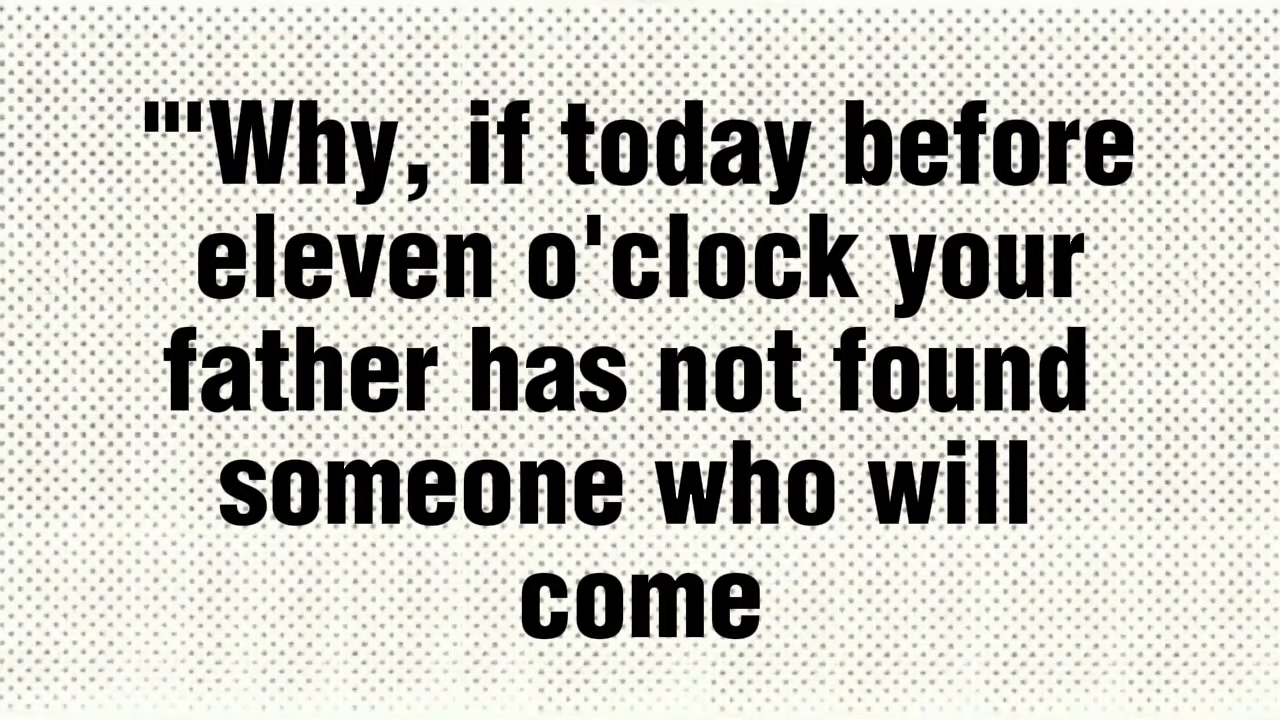 "'Why, if today before
eleven o'clock your
father has not found
someone who will
come